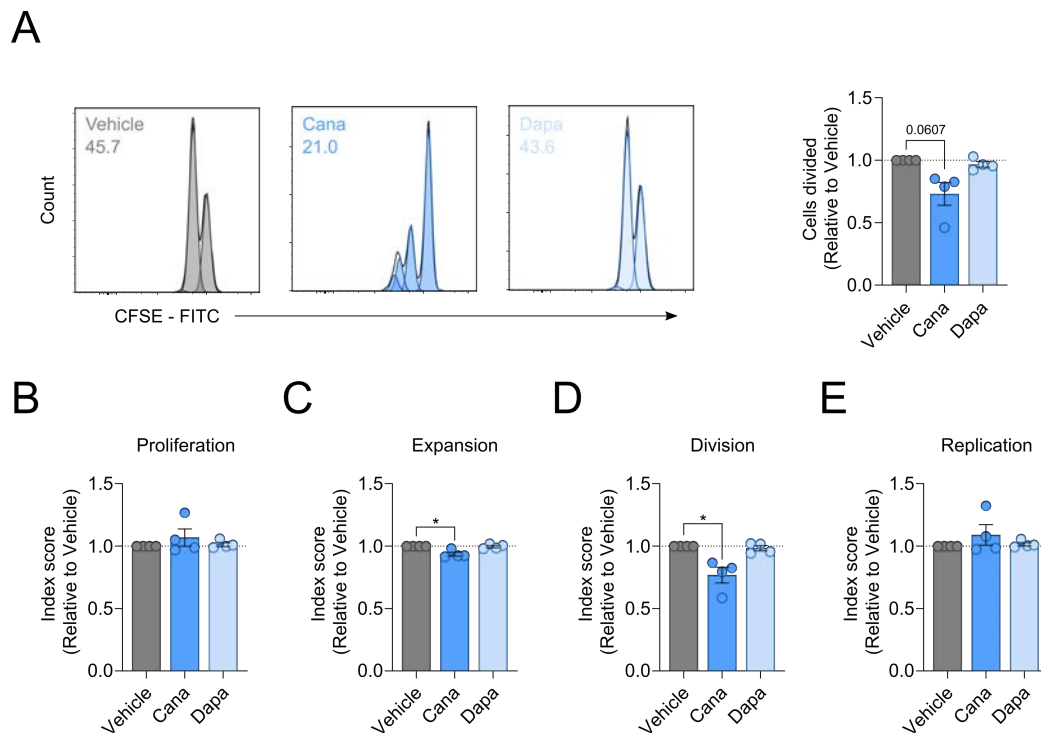 A
Vehicle
45.7
Cana
21.0
Dapa
43.6
Count
CFSE - FITC
Cells divided
(Relative to Vehicle)
1.5
1.0
0.5
0.0
0.0607
Vehicle
Cana
Dapa
B
Proliferation
Index score
(Relative to Vehicle)
1.5
1.0
0.5
0.0
Vehicle
Cana
Dapa
C
Expansion
Index score
(Relative to Vehicle)
1.5
1.0
0.5
0.0
*
Vehicle
Cana
Dapa
D
Division
Index score
(Relative to Vehicle)
1.5
1.0
0.5
0.0
*
Vehicle
Cana
Dapa
E
Replication
Index score
(Relative to Vehicle)
1.5
1.0
0.5
0.0
Vehicle
Cana
Dapa